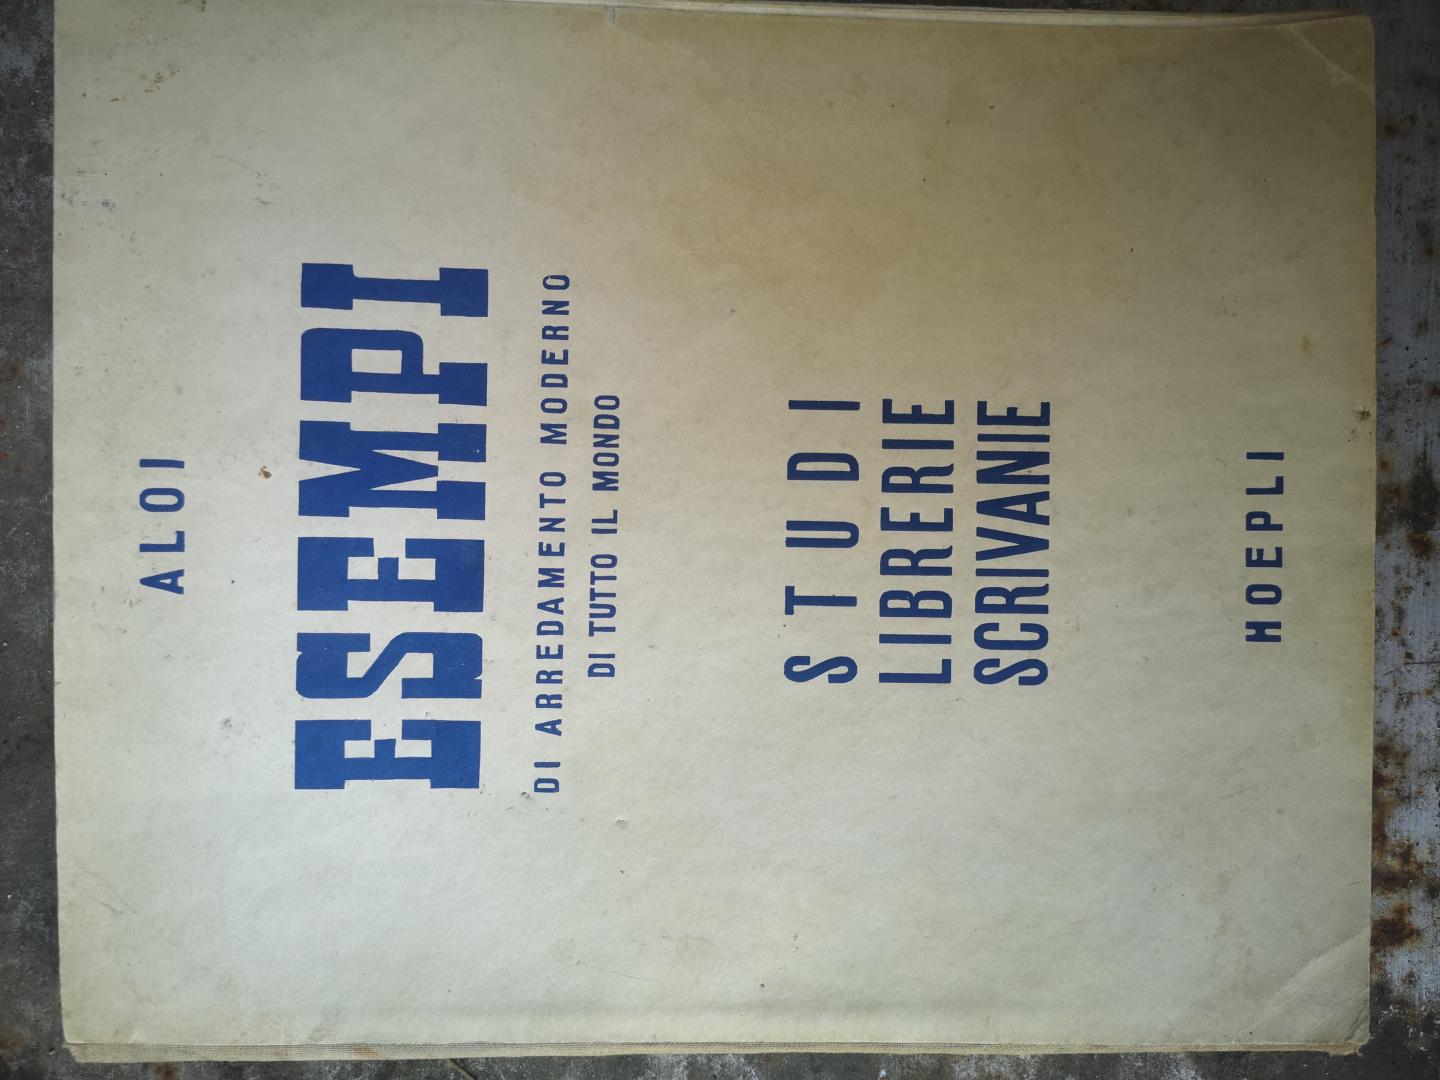 ALOI
ESEMPI
DI ARREDAMENTO MODERNO
DI TUTTO IL MONDO
STUDI
LIBRERIE
SCRIVANIE
HOEPLI